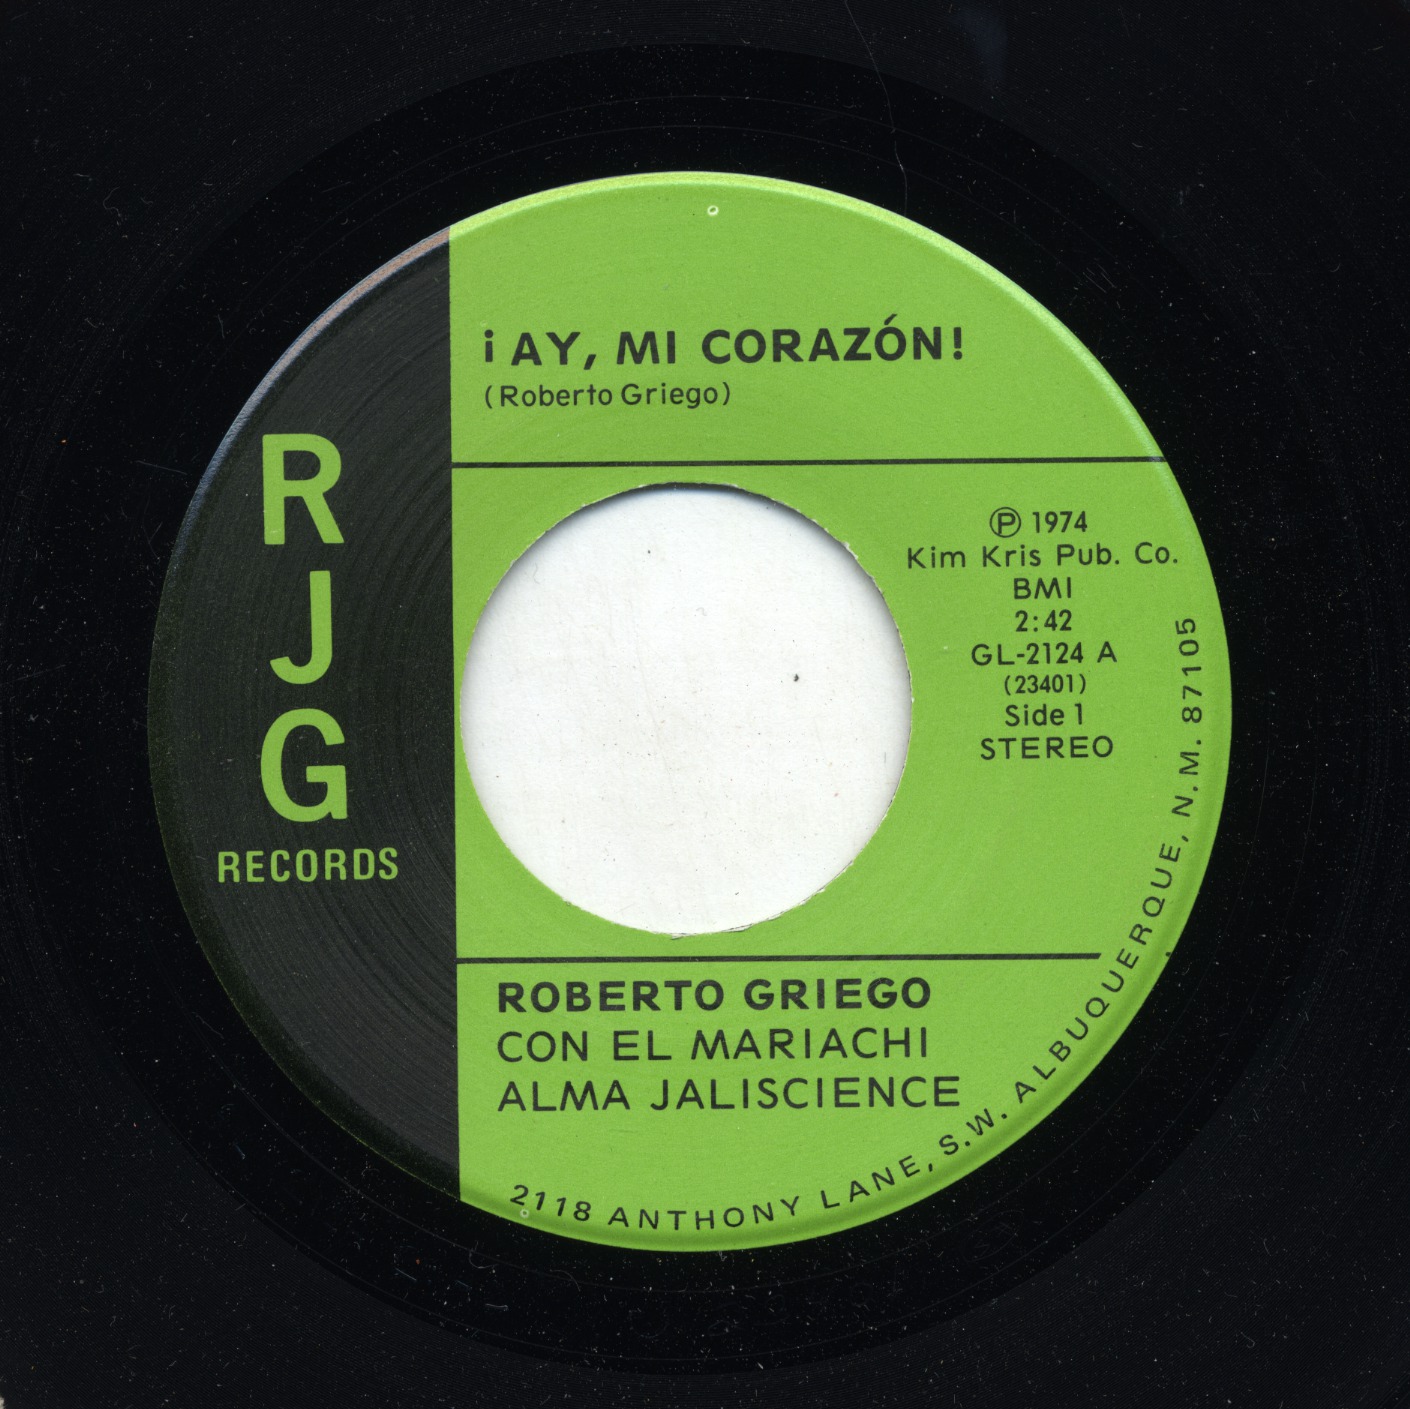 ¡AY, MI CORAZÓN!
(Roberto Griego)
R
J
G
RECORDS
Ⓟ 1974
Kim Kris Pub. Co.
BMI
2:42
GL-2124 A
(23401)
Side 1
STEREO
ROBERTO GRIEGO
CON EL MARIACHI
ALMA JALISCIENCE
2118 ANTHONY LANE, S.W. ALBUQUERQUE, N.M. 87105